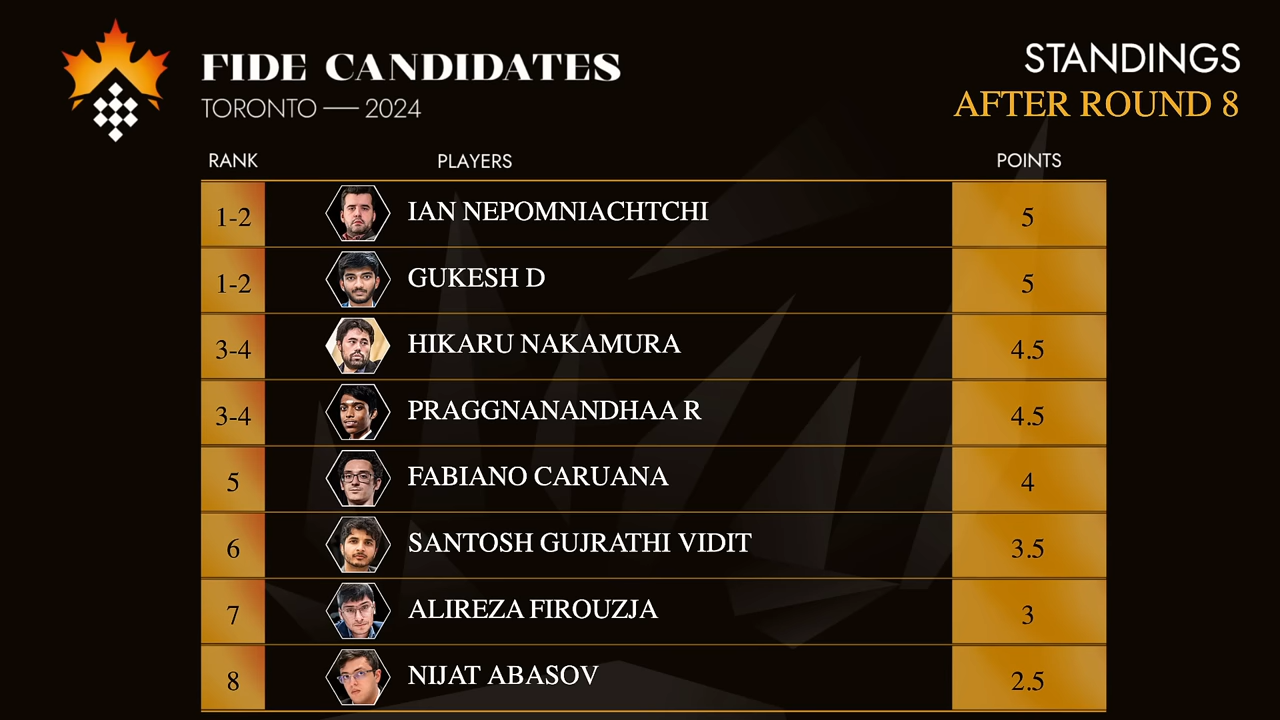 FIDE CANDIDATES
TORONTO — 2024
STANDINGS
AFTER ROUND 8
RANK PLAYERS POINTS
1-2 IAN NEPOMNIACHTCHI 5
1-2 GUKESH D 5
3-4 HIKARU NAKAMURA 4.5
3-4 PRAGGNANANDHAA R 4.5
5 FABIANO CARUANA 4
6 SANTOSH GUJRATHI VIDIT 3.5
7 ALIREZA FIROUZJA 3
8 NIJAT ABASOV 2.5